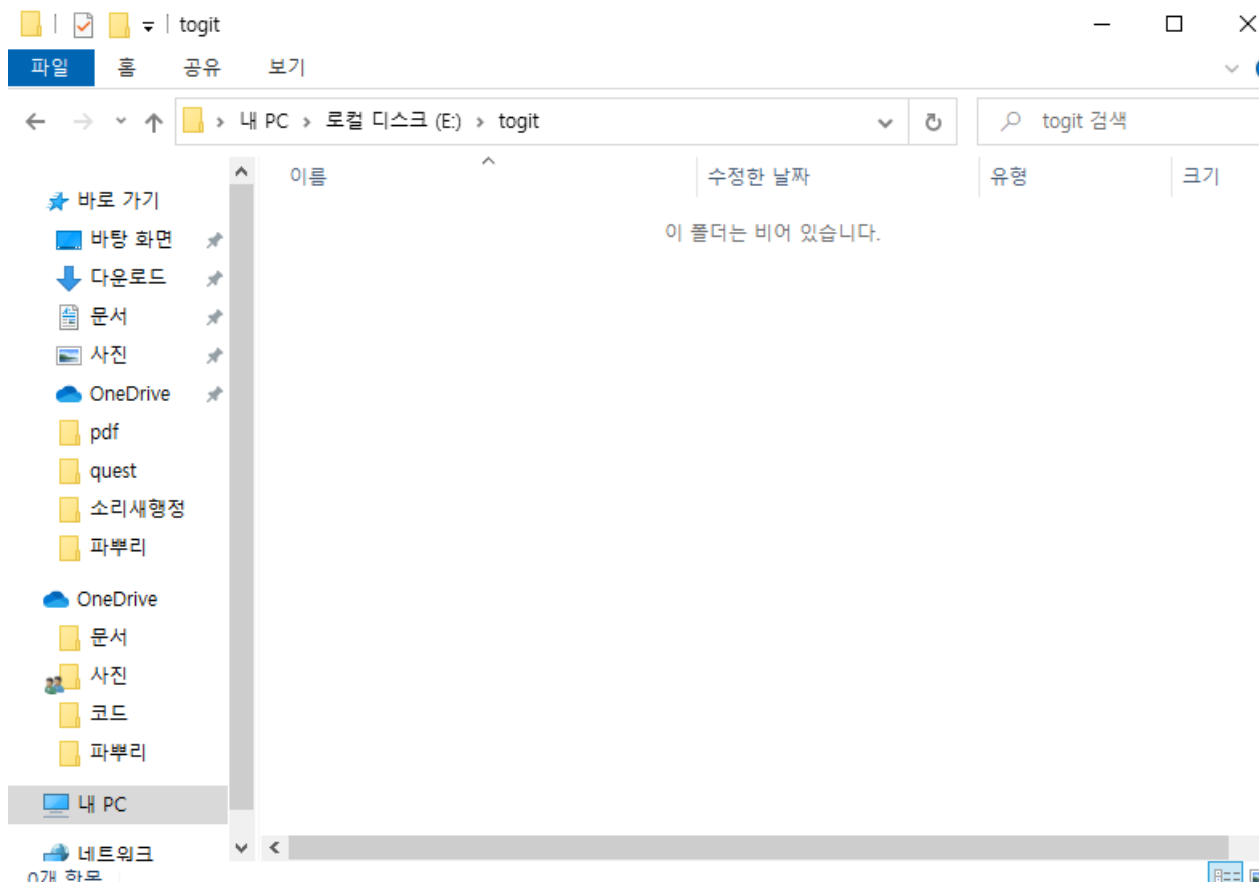 togit
파일 홈 공유 보기
내 PC 로컬 디스크 (E:) togit togit 검색
이름 수정한 날짜 유형 크기
이 폴더는 비어 있습니다.
바로 가기
바탕 화면
다운로드
문서
사진
OneDrive
pdf
quest
소리새행정
파뿌리
OneDrive
문서
사진
코드
파뿌리
내 PC
네트워크
0개 항목